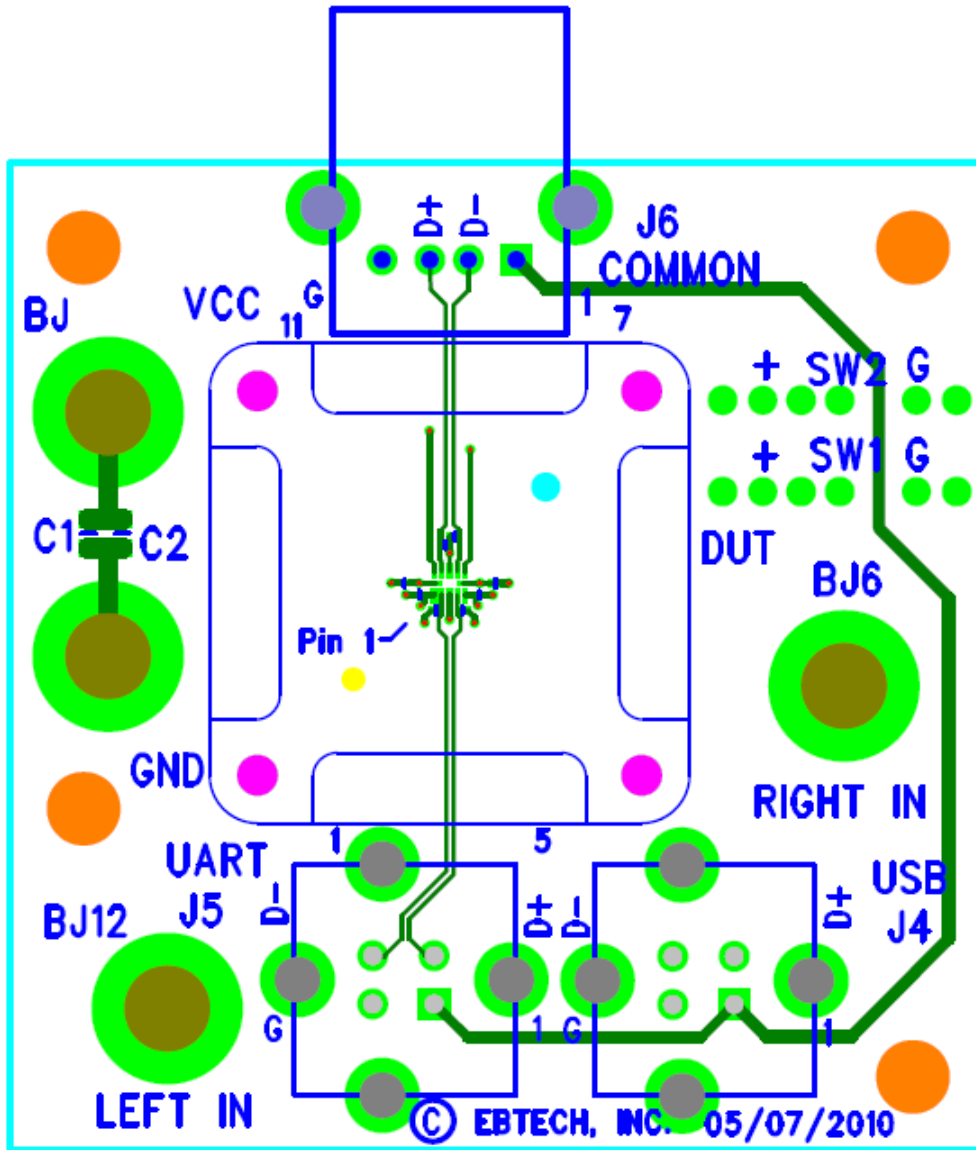 D+ D-
J6
COMMON
G
VCC
1
7
11
BJ
+ SW2 G
+ SW1 G
C1
C2
DUT
BJ6
Pin 1
GND
RIGHT IN
1
5
UART
USB
J5
J4
D-
D+
D-
D+
BJ12
G
1
G
1
LEFT IN
© EBTECH, INC. 05/07/2010